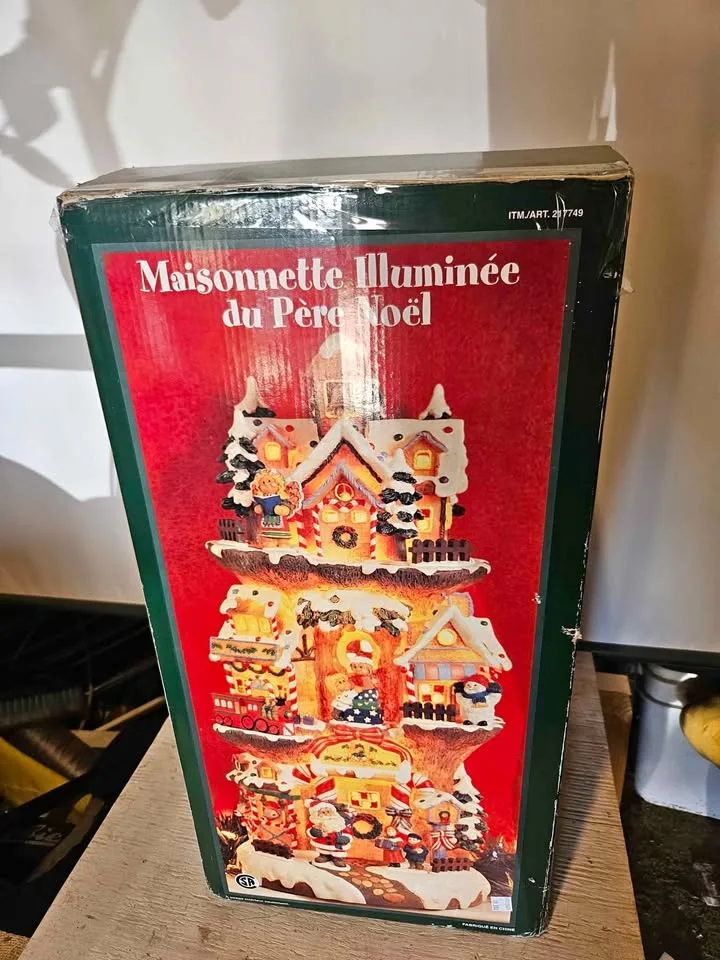 ITM./ART. 217749
Maisonnette Illuminée
du Père Noël
FABRIQUÉ EN CHINE